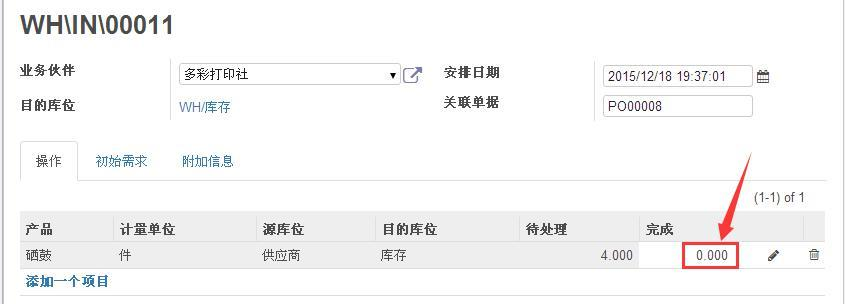 WH\IN\00011
业务伙伴 多彩打印社 安排日期 2015/12/18 19:37:01
目的库位 WH/库存 关联单据 PO00008
操作 初始需求 附加信息
(1-1) of 1
产品 计量单位 源库位 目的库位 待处理 完成
硒鼓 件 供应商 库存 4.000 0.000
添加一个项目